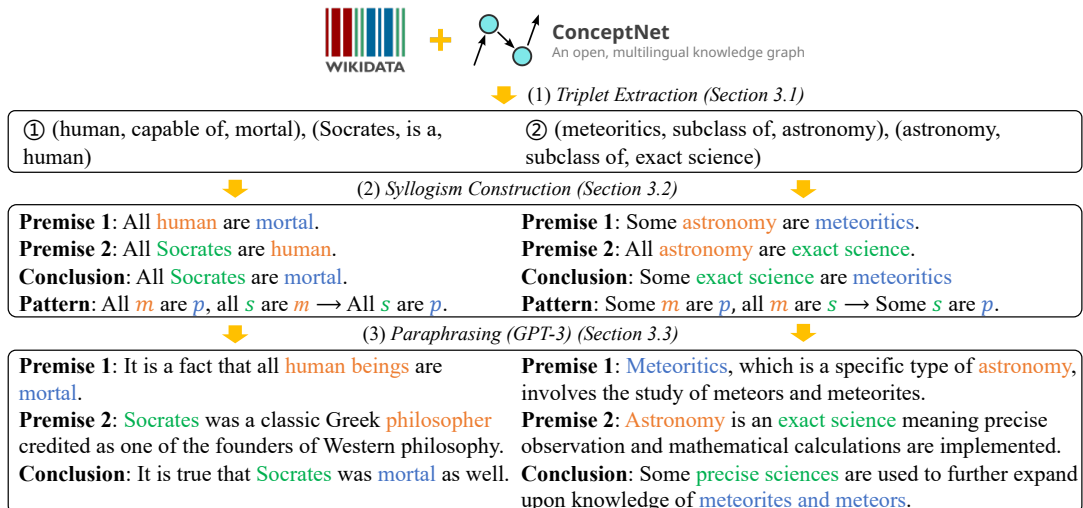 WIKIDATA
ConceptNet
An open, multilingual knowledge graph
(1) Triplet Extraction (Section 3.1)
① (human, capable of, mortal), (Socrates, is a,
human)
② (meteoritics, subclass of, astronomy), (astronomy,
subclass of, exact science)
(2) Syllogism Construction (Section 3.2)
Premise 1: All human are mortal.
Premise 2: All Socrates are human.
Conclusion: All Socrates are mortal.
Pattern: All m are p, all s are m → All s are p.
Premise 1: Some astronomy are meteoritics.
Premise 2: All astronomy are exact science.
Conclusion: Some exact science are meteoritics
Pattern: Some m are p, all m are s → Some s are p.
(3) Paraphrasing (GPT-3) (Section 3.3)
Premise 1: It is a fact that all human beings are
mortal.
Premise 2: Socrates was a classic Greek philosopher
credited as one of the founders of Western philosophy.
Conclusion: It is true that Socrates was mortal as well.
Premise 1: Meteoritics, which is a specific type of astronomy,
involves the study of meteors and meteorites.
Premise 2: Astronomy is an exact science meaning precise
observation and mathematical calculations are implemented.
Conclusion: Some precise sciences are used to further expand
upon knowledge of meteorites and meteors.